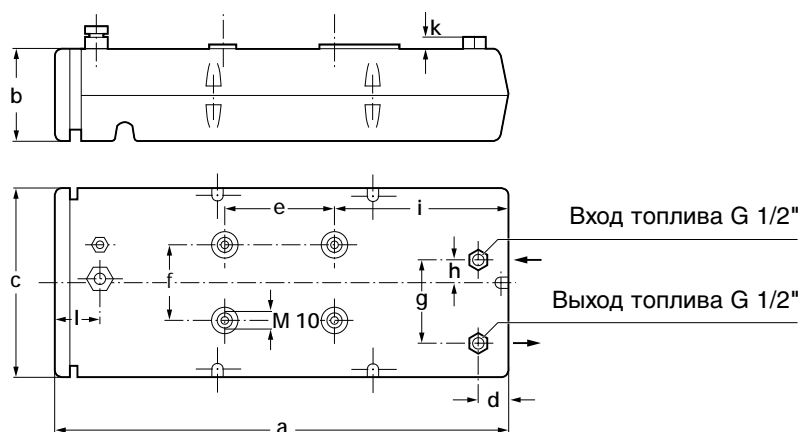 k
b
e
i
Вход топлива G 1/2"
c
f
h
g
l
M 10
Выход топлива G 1/2"
d
a